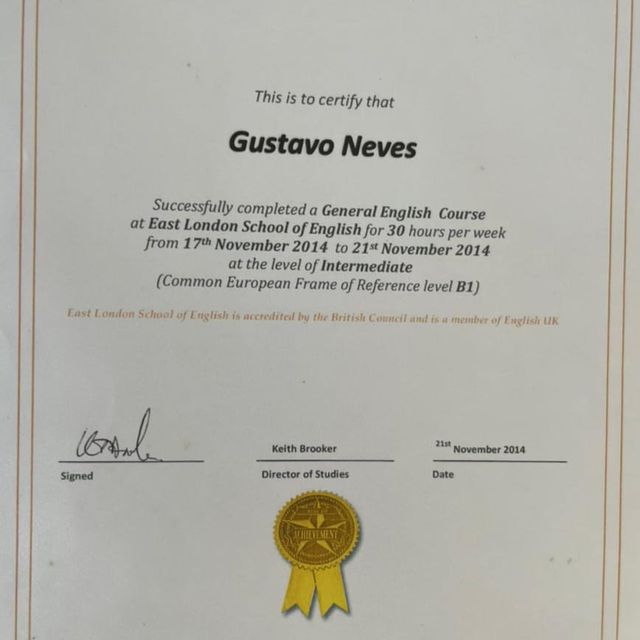 This is to certify that
Gustavo Neves
Successfully completed a General English Course
at East London School of English for 30 hours per week
from 17th November 2014 to 21st November 2014
at the level of Intermediate
(Common European Frame of Reference level B1)
East London School of English is accredited by the British Council and is a member of English UK
Keith Brooker
21st November 2014
Signed
Director of Studies
Date
ACHIEVEMENT